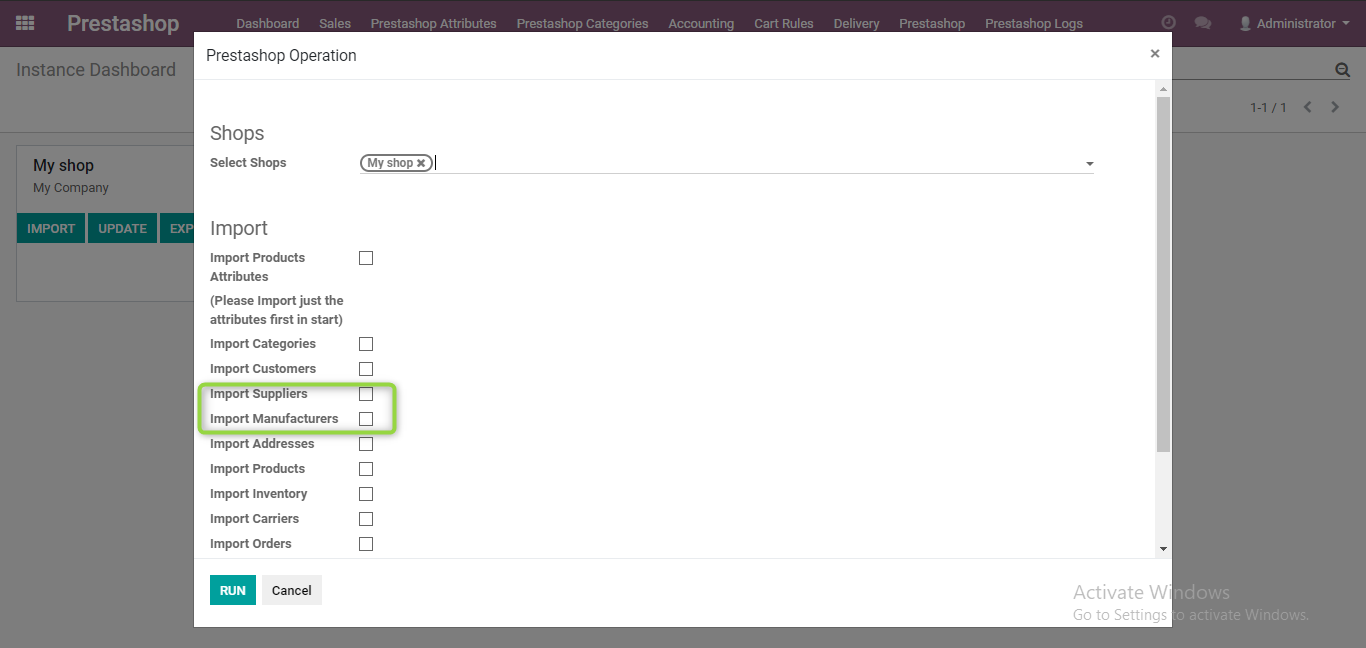 Prestashop Dashboard Sales Prestashop Attributes Prestashop Categories Accounting Cart Rules Delivery Prestashop Prestashop Logs Administrator
Prestashop Operation ×
Instance Dashboard
1-1 / 1
Shops
Select Shops My shop
My shop
My Company
IMPORT UPDATE EXP
Import
Import Products
Attributes
(Please Import just the
attributes first in start)
Import Categories
Import Customers
Import Suppliers
Import Manufacturers
Import Addresses
Import Products
Import Inventory
Import Carriers
Import Orders
RUN Cancel
Activate Windows
Go to Settings to activate Windows.